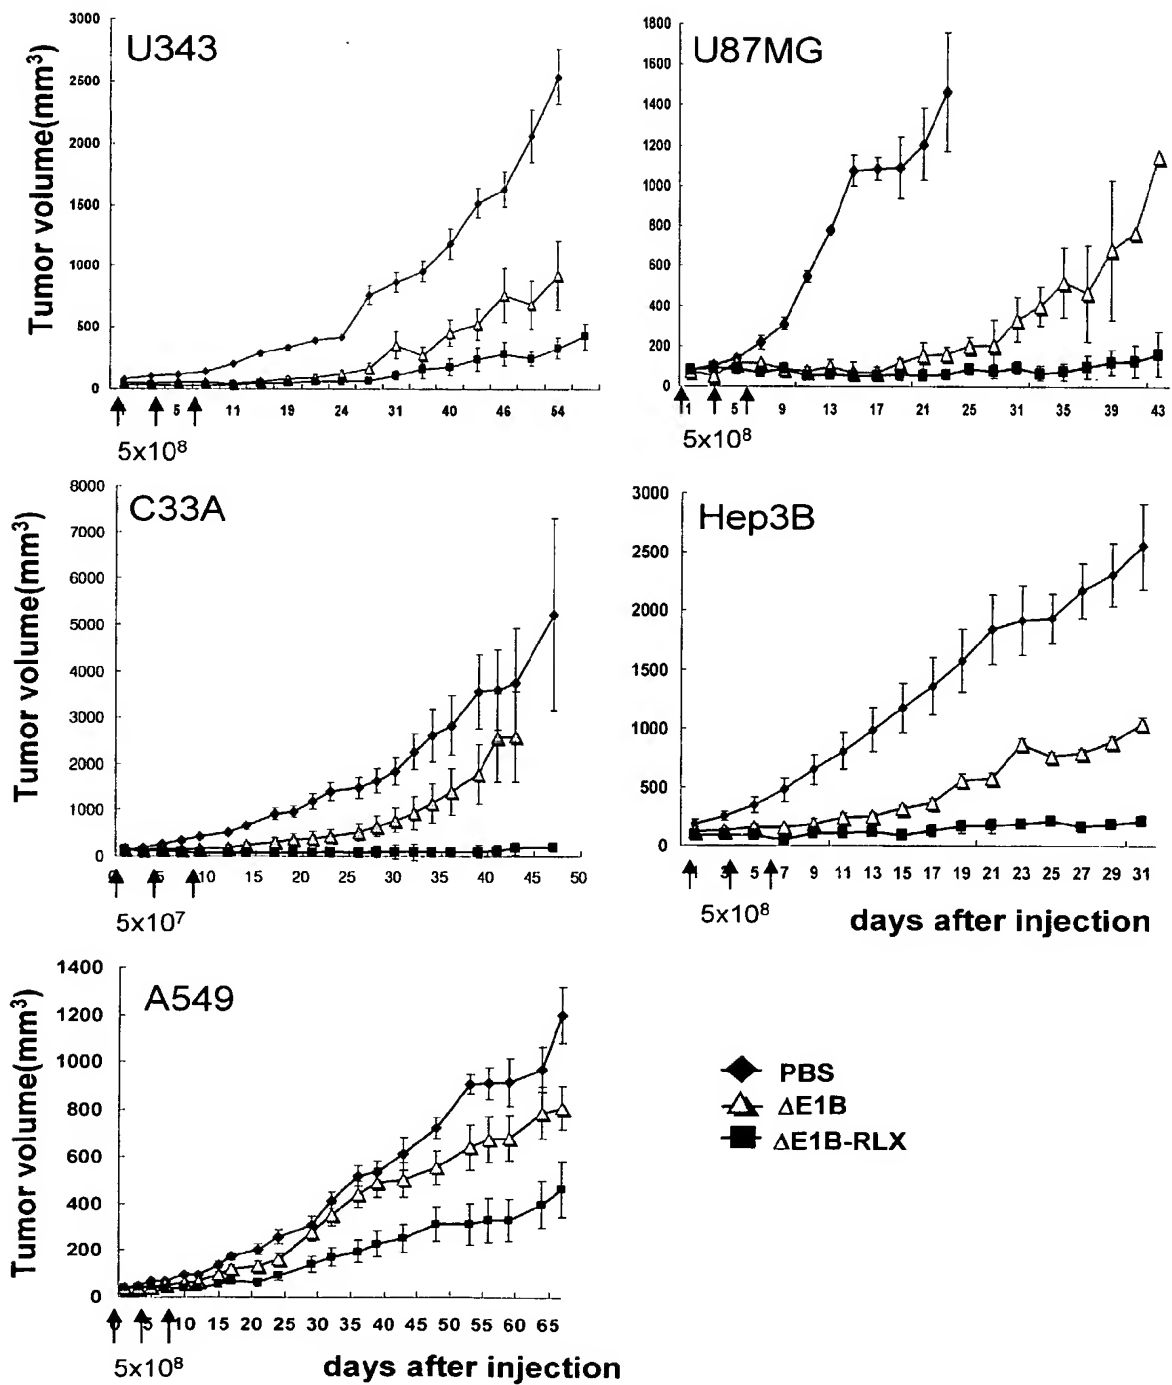 U343
Tumor volume(mm³)
3000
2500
2000
1500
1000
500
0
5 11 19 24 31 40 46 54
5x10⁸
U87MG
1800
1600
1400
1200
1000
800
600
400
200
0
1 5 9 13 17 21 25 31 35 39 43
5x10⁸
C33A
Tumor volume(mm³)
8000
7000
6000
5000
4000
3000
2000
1000
0
0 5 10 15 20 25 30 35 40 45 50
5x10⁷
Hep3B
3000
2500
2000
1500
1000
500
0
1 3 5 7 9 11 13 15 17 19 21 23 25 27 29 31
5x10⁸
days after injection
A549
Tumor volume(mm³)
1400
1200
1000
800
600
400
200
0
0 5 10 15 20 25 30 35 40 45 50 55 60 65
5x10⁸
days after injection
PBS
ΔE1B
ΔE1B-RLX